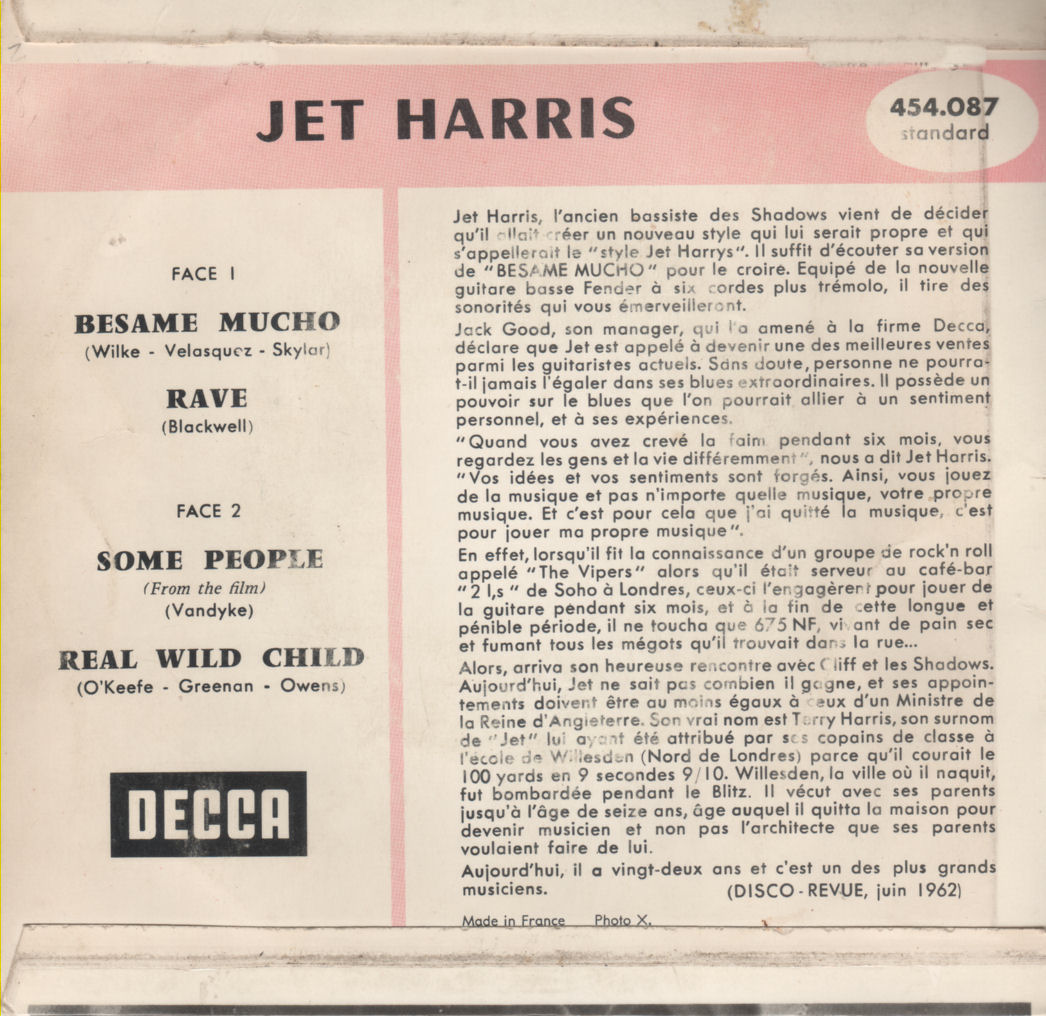 JET HARRIS
454.087
standard
FACE 1
BESAME MUCHO
(Wilke - Velasquez - Skylar)
RAVE
(Blackwell)
FACE 2
SOME PEOPLE
(From the film)
(Vandyke)
REAL WILD CHILD
(O'Keefe - Greenan - Owens)
DECCA
Jet Harris, l'ancien bassiste des Shadows vient de décider
qu'il allait créer un nouveau style qui lui serait propre et qui
s'appellerait le "style Jet Harrys". Il suffit d'écouter sa version
de "BESAME MUCHO" pour le croire. Equipé de la nouvelle
guitare basse Fender à six cordes plus trémolo, il tire des
sonorités qui vous émerveilleront.
Jack Good, son manager, qui l'a amené à la firme Decca,
déclare que Jet est appelé à devenir une des meilleures ventes
parmi les guitaristes actuels. Sans doute, personne ne pourra-
t-il jamais l'égaler dans ses blues extraordinaires. Il possède un
pouvoir sur le blues que l'on pourrait allier à un sentiment
personnel, et à ses expériences.
"Quand vous avez crevé la faim pendant six mois, vous
regardez les gens et la vie différemment", nous a dit Jet Harris.
"Vos idées et vos sentiments sont forgés. Ainsi, vous jouez
de la musique et pas n'importe quelle musique, votre propre
musique. Et c'est pour cela que j'ai quitté la musique, c'est
pour jouer ma propre musique".
En effet, lorsqu'il fit la connaissance d'un groupe de rock'n roll
appelé "The Vipers" alors qu'il était serveur au café-bar
"2 I,s" de Soho à Londres, ceux-ci l'engagèrent pour jouer de
la guitare pendant six mois, et à la fin de cette longue et
pénible période, il ne toucha que 675 NF, vivant de pain sec
et fumant tous les mégots qu'il trouvait dans la rue...
Alors, arriva son heureuse rencontre avec Cliff et les Shadows.
Aujourd'hui, Jet ne sait pas combien il gagne, et ses appoin-
tements doivent être au moins égaux à ceux d'un Ministre de
la Reine d'Angleterre. Son vrai nom est Terry Harris, son surnom
de "Jet" lui ayant été attribué par ses copains de classe à
l'école de Willesden (Nord de Londres) parce qu'il courait le
100 yards en 9 secondes 9/10. Willesden, la ville où il naquit,
fut bombardée pendant le Blitz. Il vécut avec ses parents
jusqu'à l'âge de seize ans, âge auquel il quitta la maison pour
devenir musicien et non pas l'architecte que ses parents
voulaient faire de lui.
Aujourd'hui, il a vingt-deux ans et c'est un des plus grands
musiciens. (DISCO-REVUE, juin 1962)
Made in France Photo X.